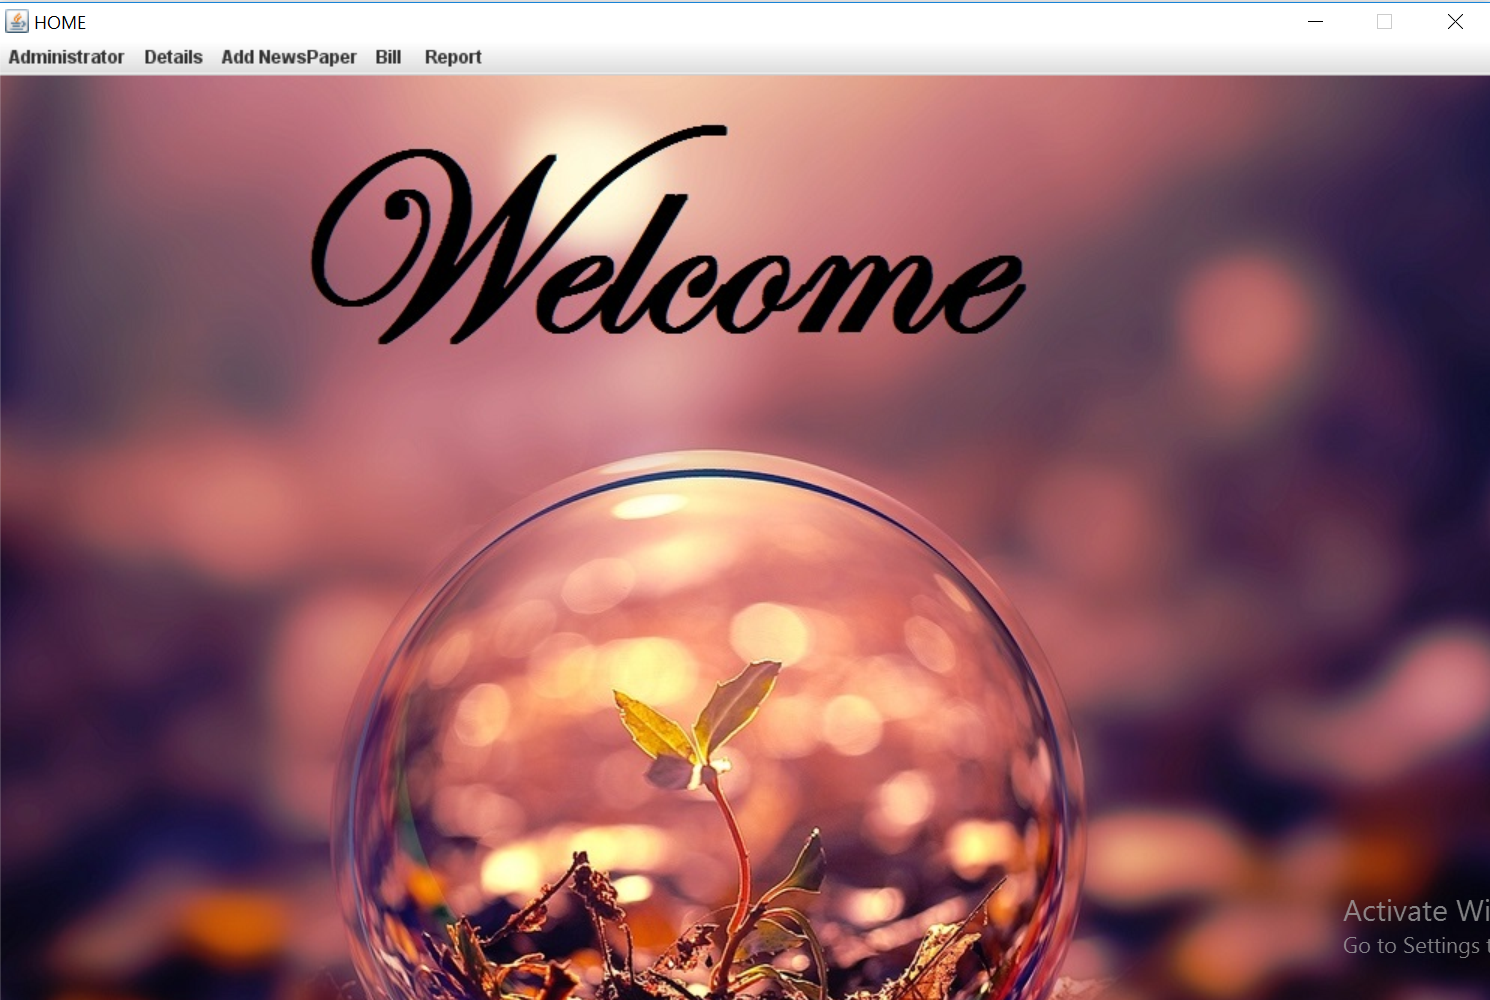 HOME
Administrator Details Add NewsPaper Bill Report
Welcome
Activate Wi
Go to Settings t